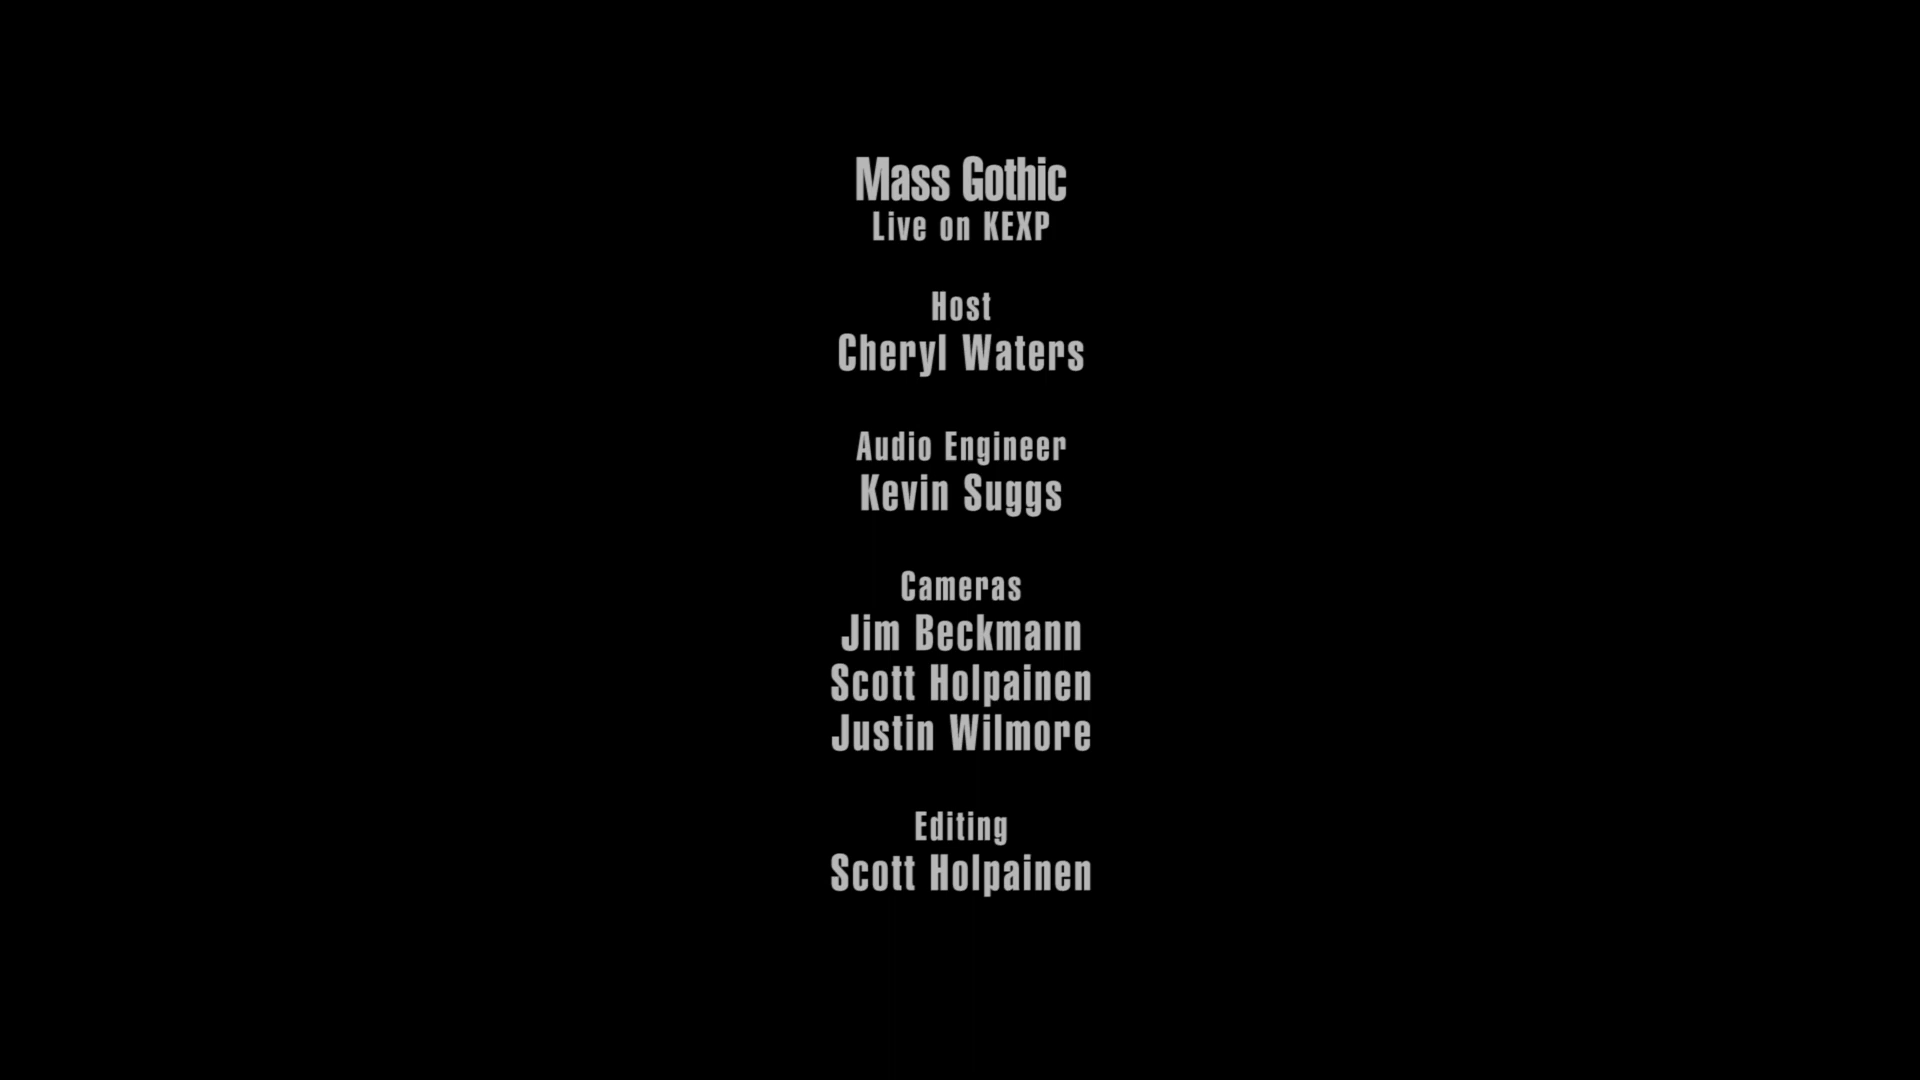 Mass Gothic
Live on KEXP
Host
Cheryl Waters
Audio Engineer
Kevin Suggs
Cameras
Jim Beckmann
Scott Holpainen
Justin Wilmore
Editing
Scott Holpainen